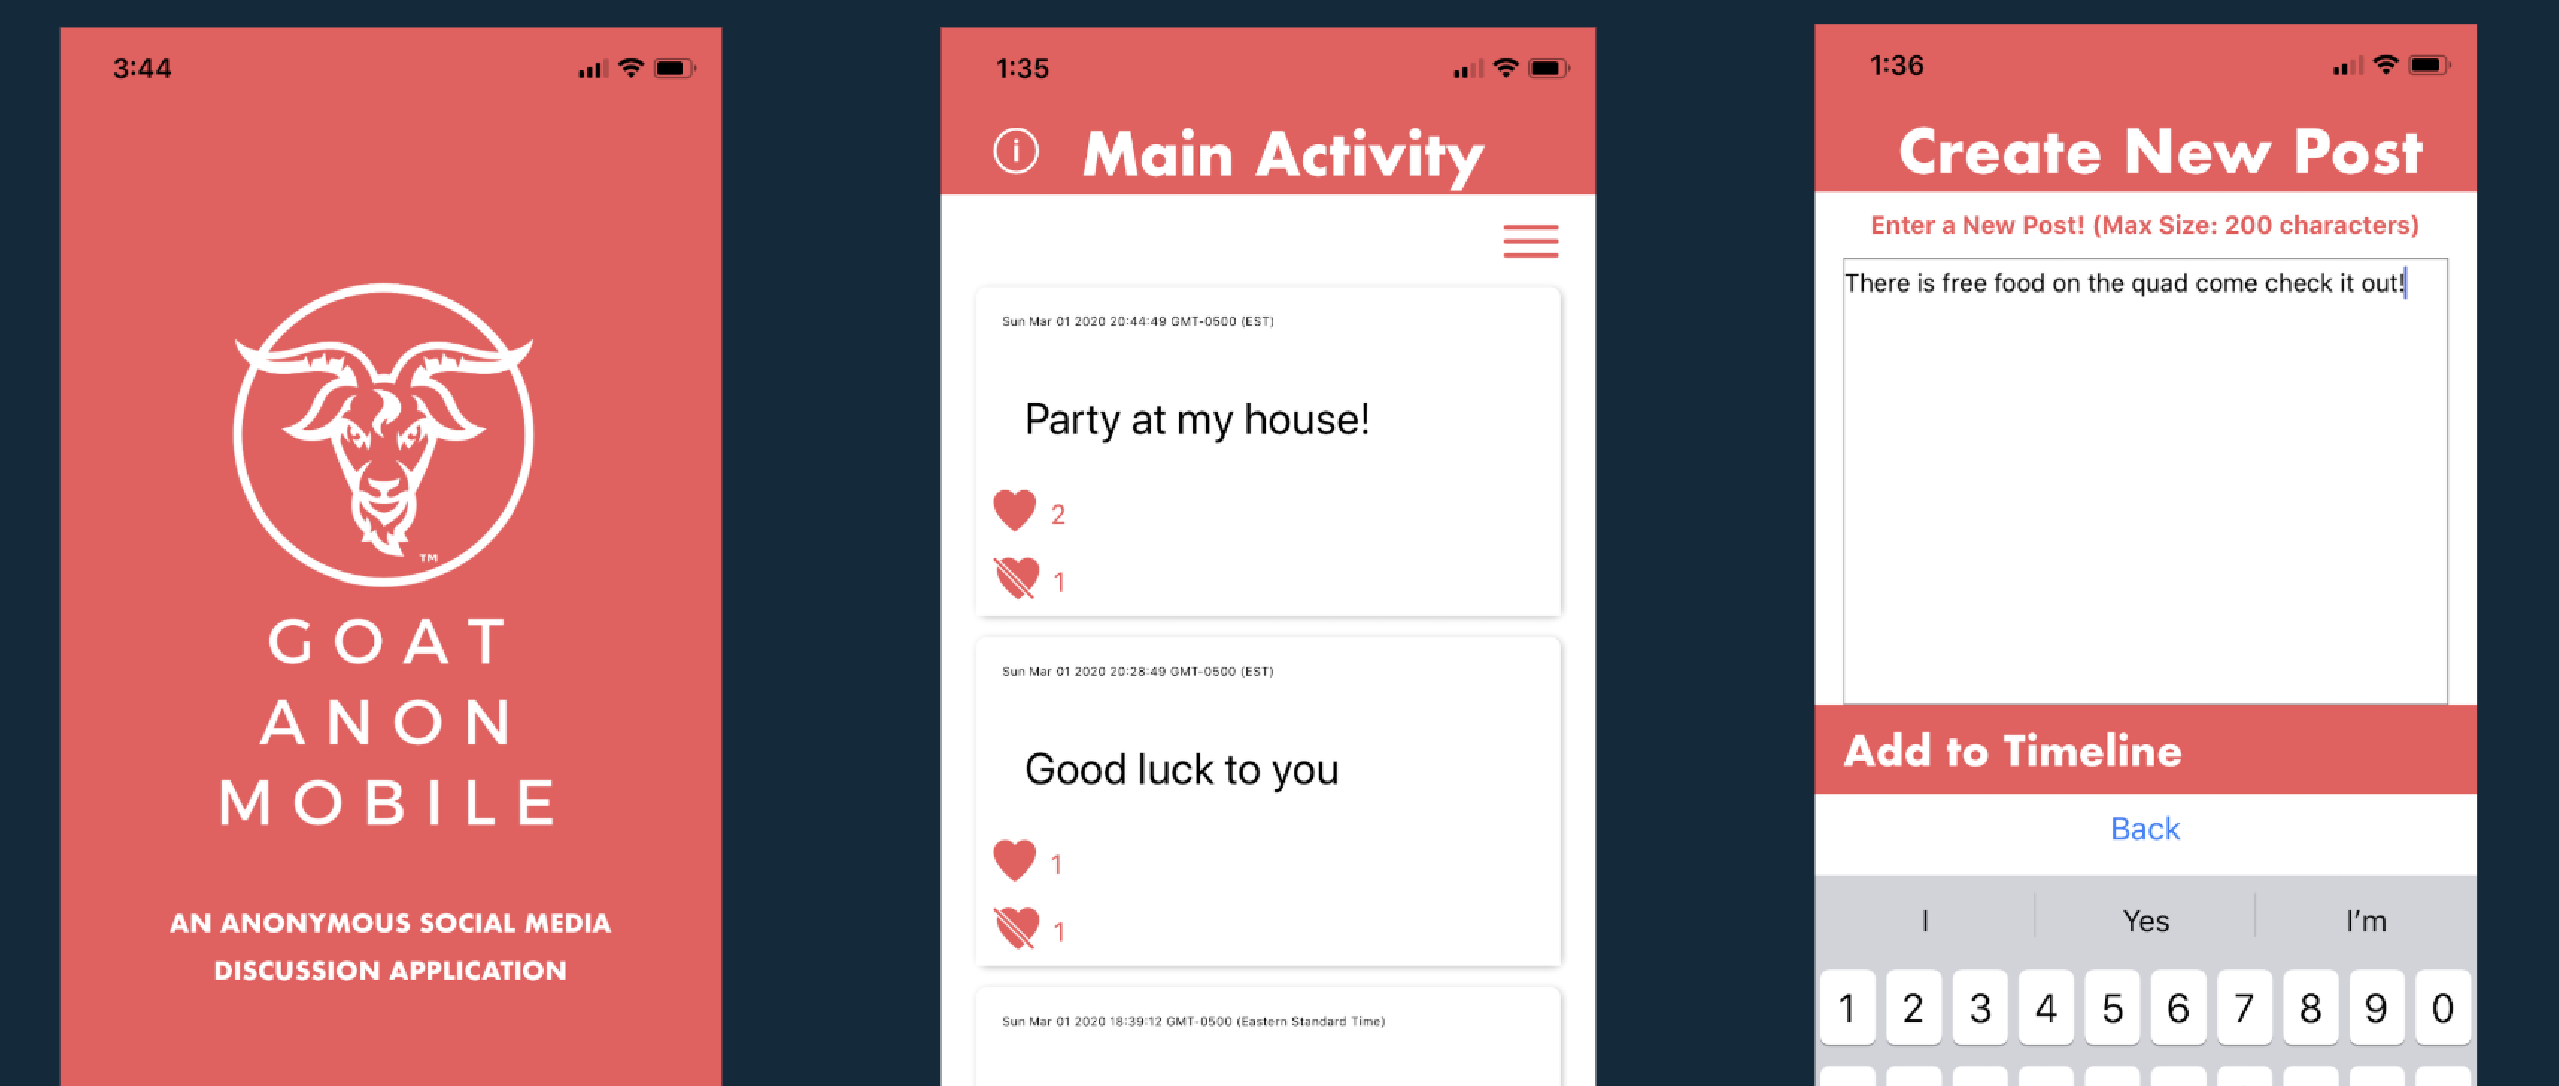 3:44
TM
GOAT
ANON
MOBILE
AN ANONYMOUS SOCIAL MEDIA
DISCUSSION APPLICATION
1:35
i
Main Activity
Sun Mar 01 2020 20:44:49 GMT-0500 (EST)
Party at my house!
2
1
Sun Mar 01 2020 20:28:49 GMT-0500 (EST)
Good luck to you
1
1
Sun Mar 01 2020 18:39:12 GMT-0500 (Eastern Standard Time)
1:36
Create New Post
Enter a New Post! (Max Size: 200 characters)
There is free food on the quad come check it out!
Add to Timeline
Back
I Yes I’m
1 2 3 4 5 6 7 8 9 0